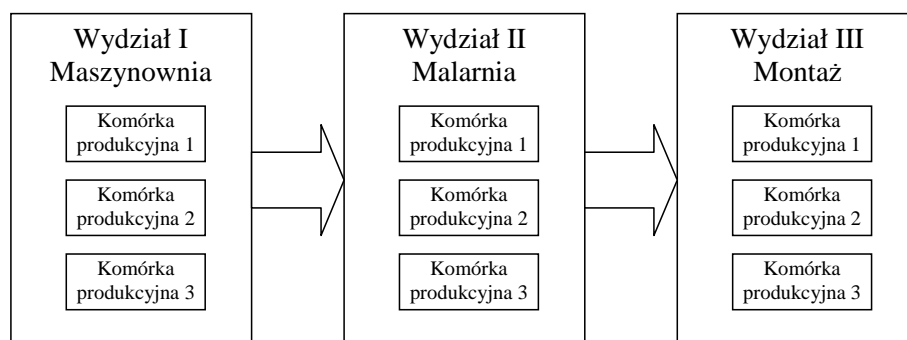 Wydział I
Maszynownia
Komórka
produkcyjna 1
Komórka
produkcyjna 2
Komórka
produkcyjna 3
Wydział II
Malarnia
Komórka
produkcyjna 1
Komórka
produkcyjna 2
Komórka
produkcyjna 3
Wydział III
Montaż
Komórka
produkcyjna 1
Komórka
produkcyjna 2
Komórka
produkcyjna 3